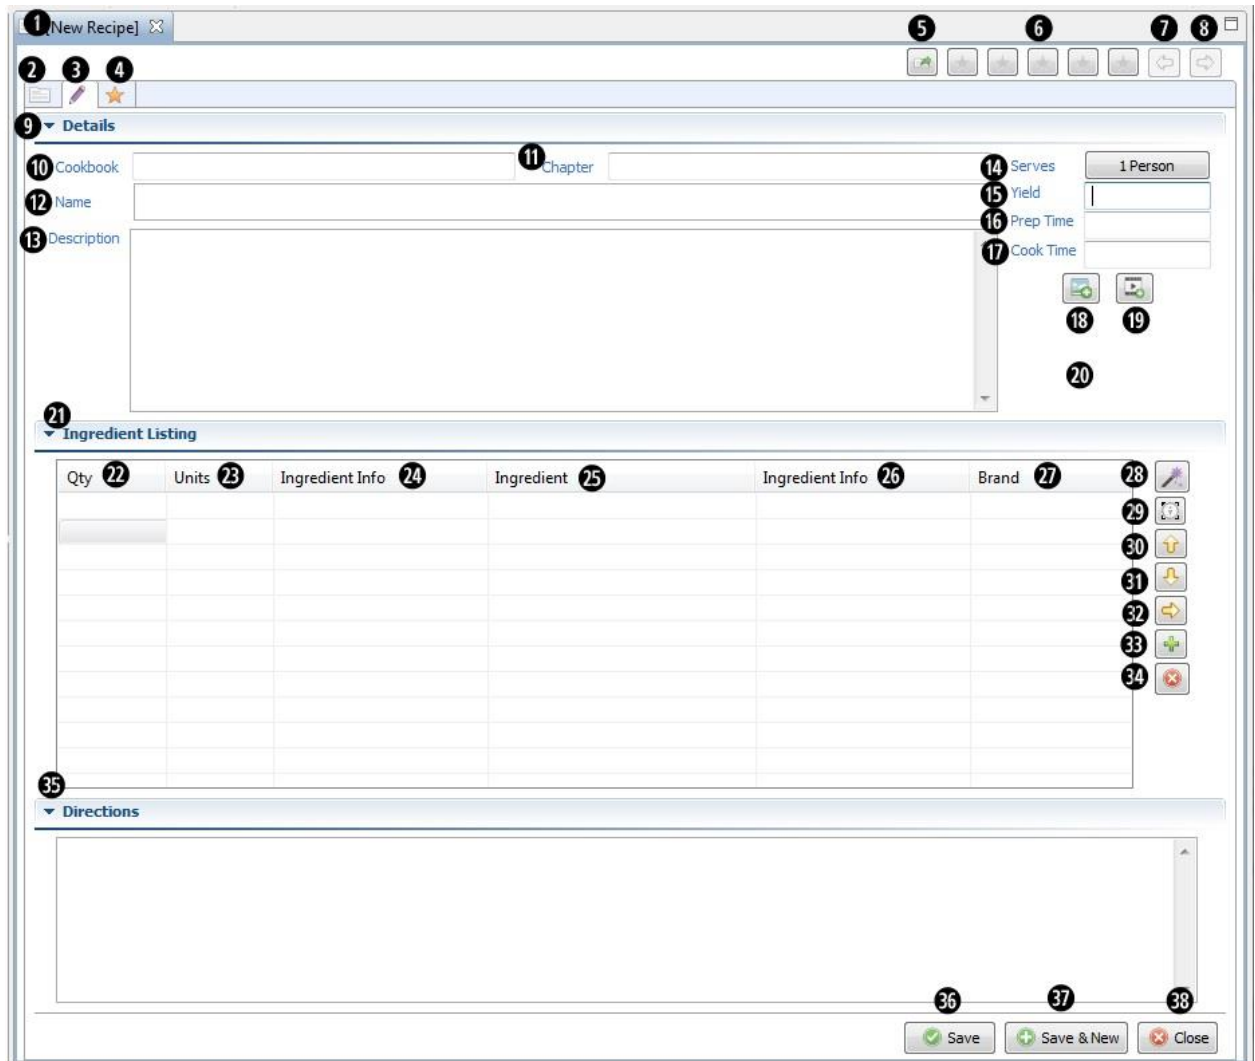 1 [New Recipe]
5 6 7 8
2 3 4
9 Details
10 Cookbook 11 Chapter 14 Serves 1 Person
12 Name 15 Yield
16 Prep Time
13 Description 17 Cook Time
18 19
20
21
Ingredient Listing
Qty 22 Units 23 Ingredient Info 24 Ingredient 25 Ingredient Info 26 Brand 27 28
29
30
31
32
33
34
35
Directions
36 37 38
Save Save & New Close